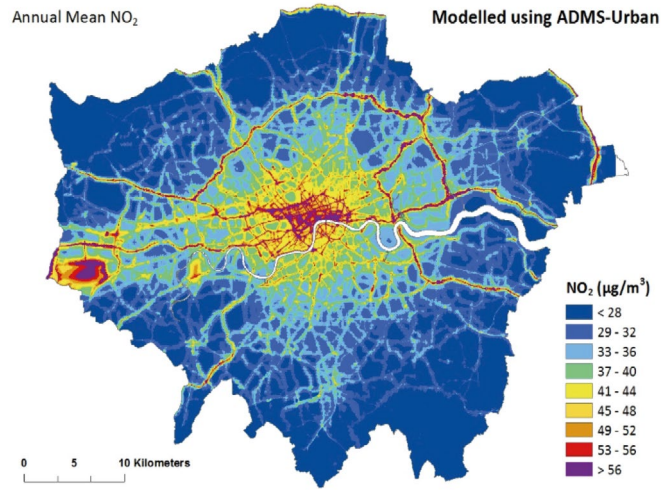 Annual Mean NO₂
Modelled using ADMS-Urban
NO₂ (µg/m³)
< 28
29 - 32
33 - 36
37 - 40
41 - 44
45 - 48
49 - 52
53 - 56
> 56
0 5 10 Kilometers